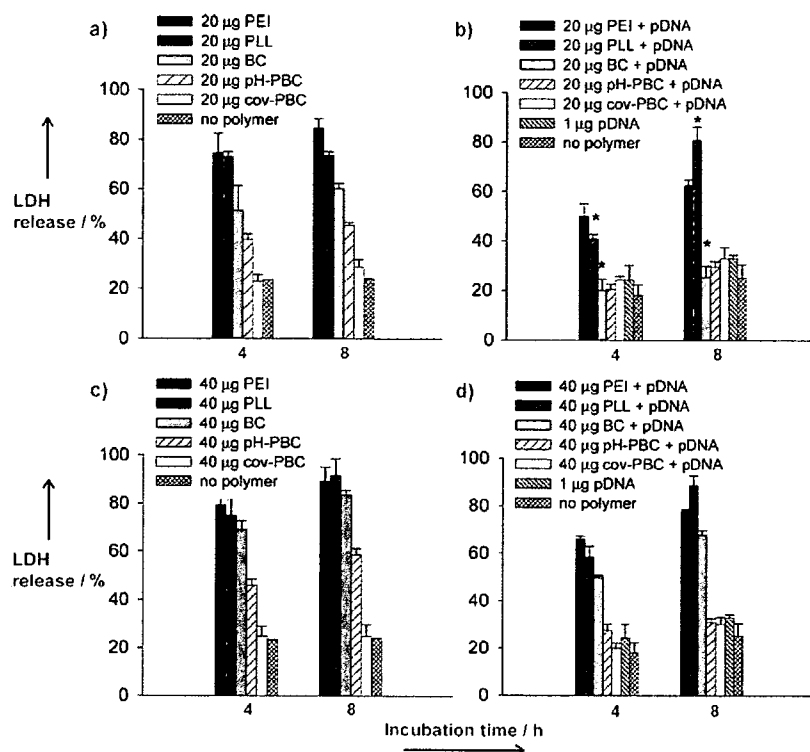 a)
20 µg PEI
20 µg PLL
20 µg BC
20 µg pH-PBC
20 µg cov-PBC
no polymer
100
80
60
40
20
0
LDH
release / %
4
8
b)
20 µg PEI + pDNA
20 µg PLL + pDNA
20 µg BC + pDNA
20 µg pH-PBC + pDNA
20 µg cov-PBC + pDNA
1 µg pDNA
no polymer
100
80
60
40
20
0
*
*
*
*
4
8
c)
40 µg PEI
40 µg PLL
40 µg BC
40 µg pH-PBC
40 µg cov-PBC
no polymer
100
80
60
40
20
0
LDH
release / %
4
8
d)
40 µg PEI + pDNA
40 µg PLL + pDNA
40 µg BC + pDNA
40 µg pH-PBC + pDNA
40 µg cov-PBC + pDNA
1 µg pDNA
no polymer
100
80
60
40
20
0
4
8
Incubation time / h